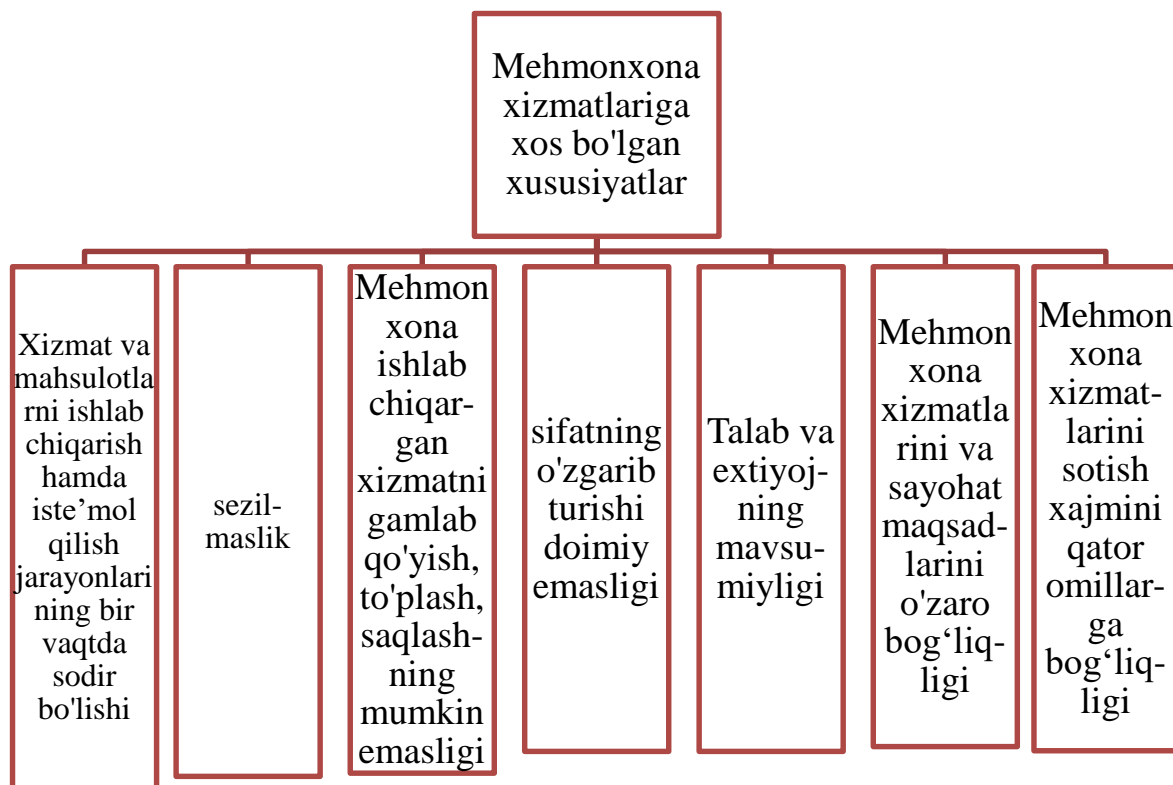 Mehmonxona
xizmatlariga
xos bo'lgan
xususiyatlar
Xizmat va
mahsulotla
rni ishlab
chiqarish
hamda
iste’mol
qilish
jarayonlari
ning bir
vaqtda
sodir
bo'lishi
sezil-
maslik
Mehmon
xona
ishlab
chiqar-
gan
xizmatni
gamlab
qo'yish,
to'plash,
saqlash-
ning
mumkin
emasligi
sifatning
o'zgarib
turishi
doimiy
emasligi
Talab va
extiyoj-
ning
mavsu-
miyligi
Mehmon
xona
xizmatla
rini va
sayohat
maqsad-
larini
o'zaro
bog‘liq-
ligi
Mehmon
xona
xizmat-
larini
sotish
xajmini
qator
omillar-
ga
bog‘liq-
ligi